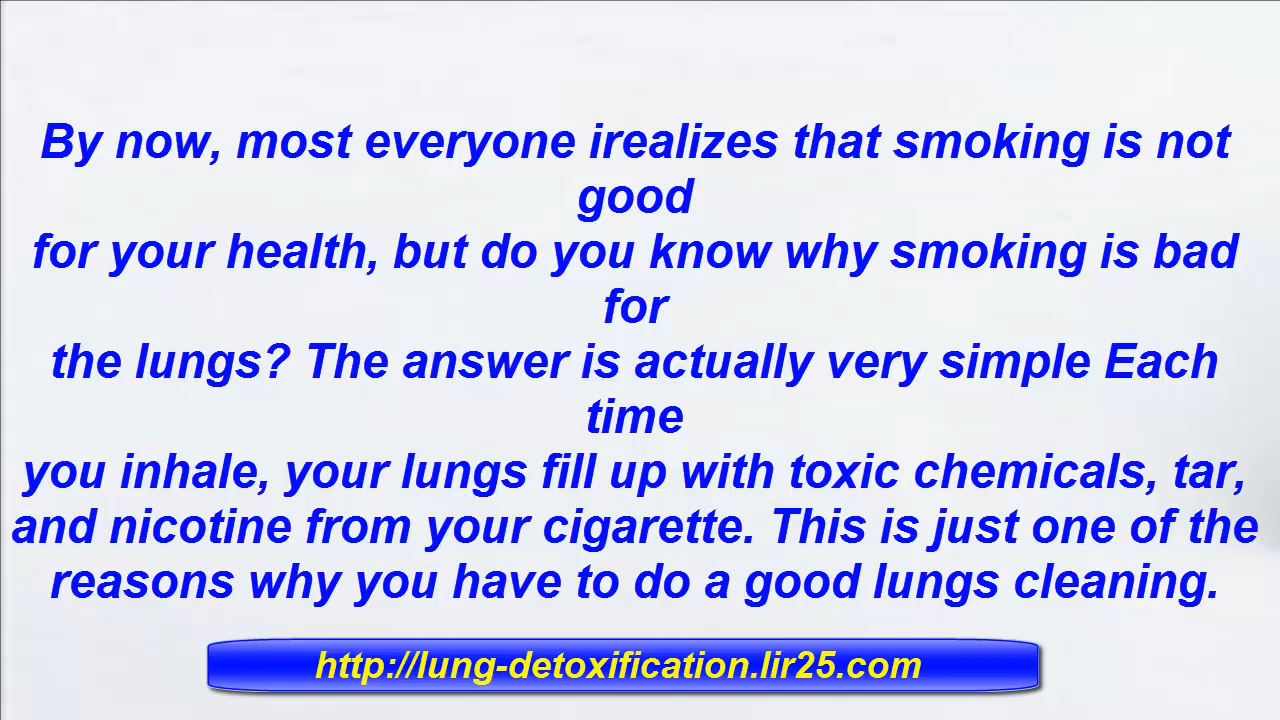 By now, most everyone irealizes that smoking is not
good
for your health, but do you know why smoking is bad
for
the lungs? The answer is actually very simple Each
time
you inhale, your lungs fill up with toxic chemicals, tar,
and nicotine from your cigarette. This is just one of the
reasons why you have to do a good lungs cleaning.
http://lung-detoxification.lir25.com